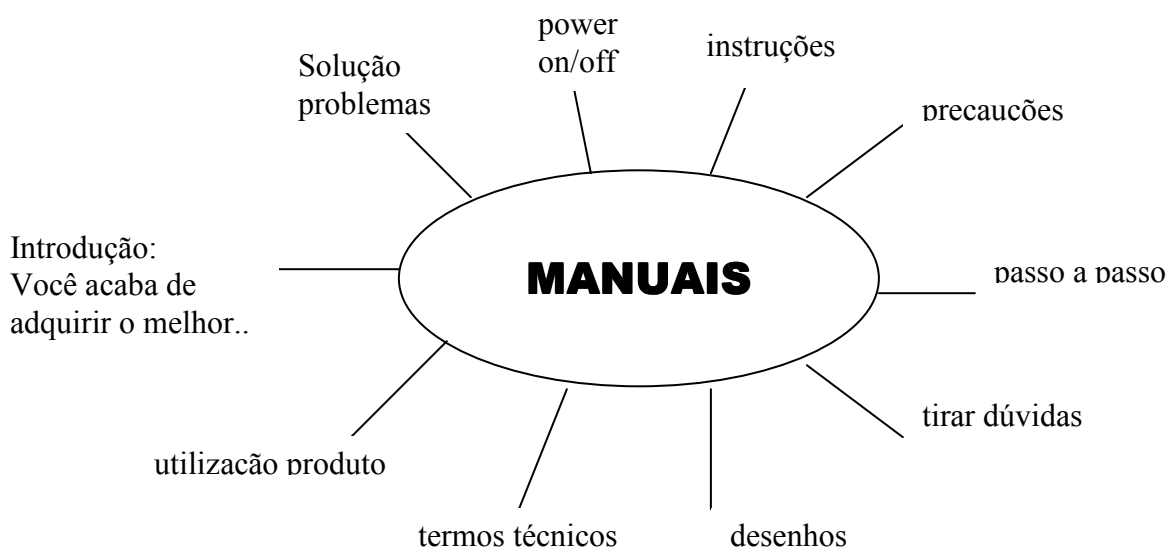 power
on/off
instruções
Solução
problemas
precauções
Introdução:
Você acaba de
adquirir o melhor..
MANUAIS
passo a passo
tirar dúvidas
utilização produto
termos técnicos
desenhos